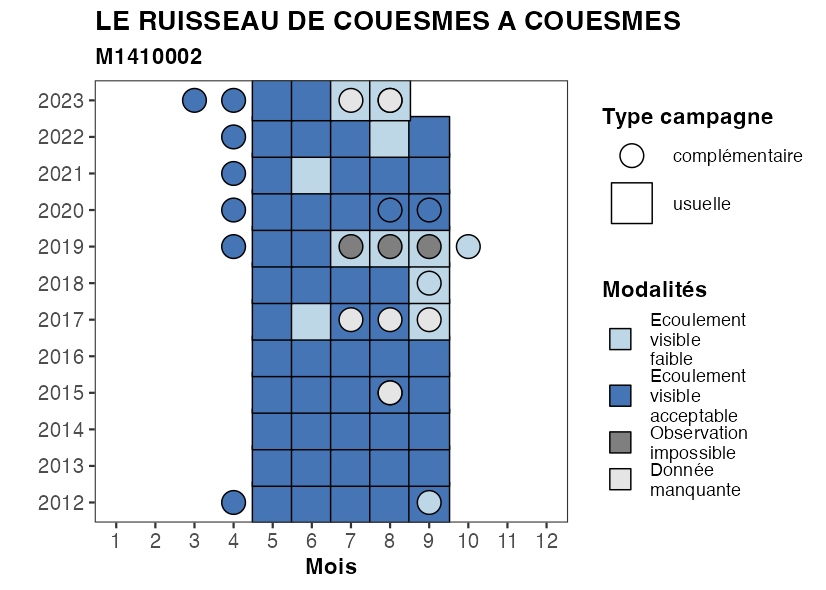 LE RUISSEAU DE COUESMES A COUESMES
M1410002
2023
2022
2021
2020
2019
2018
2017
2016
2015
2014
2013
2012
1 2 3 4 5 6 7 8 9 10 11 12
Mois
Type campagne
complémentaire
usuelle
Modalités
Ecoulement
visible
faible
Ecoulement
visible
acceptable
Observation
impossible
Donnée
manquante